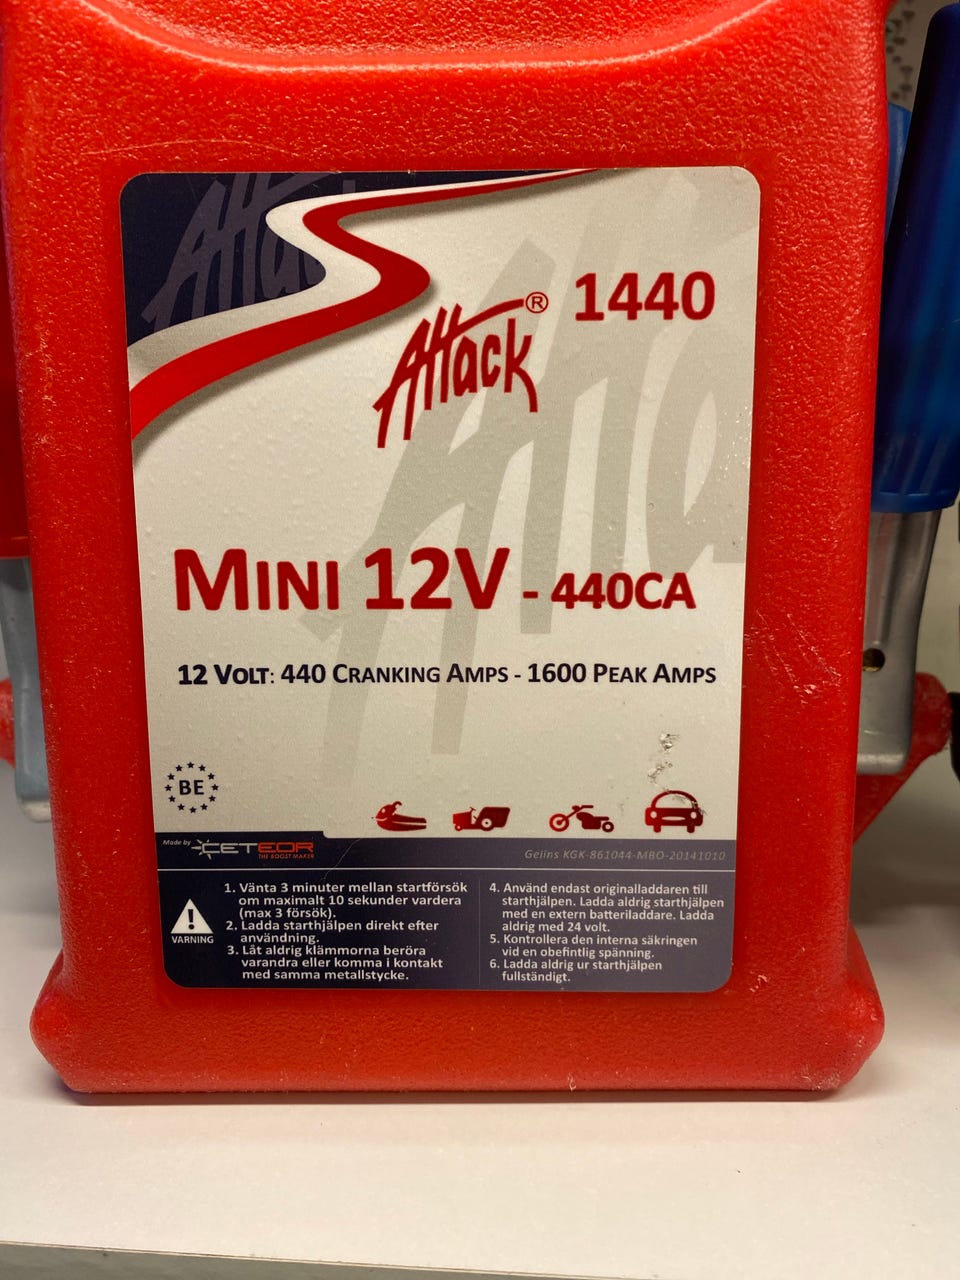 Attack® 1440
MINI 12V - 440CA
12 VOLT: 440 CRANKING AMPS - 1600 PEAK AMPS
BE
Made by CETEOR
THE BOOST MAKER
Gelins KGK-861044-MBO-20141010
VARNING
1. Vänta 3 minuter mellan startförsök
om maximalt 10 sekunder vardera
(max 3 försök).
2. Ladda starthjälpen direkt efter
användning.
3. Låt aldrig klämmorna beröra
varandra eller komma i kontakt
med samma metallstycke.
4. Använd endast originalladdaren till
starthjälpen. Ladda aldrig starthjälpen
med en extern batteriladdare. Ladda
aldrig med 24 volt.
5. Kontrollera den interna säkringen
vid en obefintlig spänning.
6. Ladda aldrig ur starthjälpen
fullständigt.